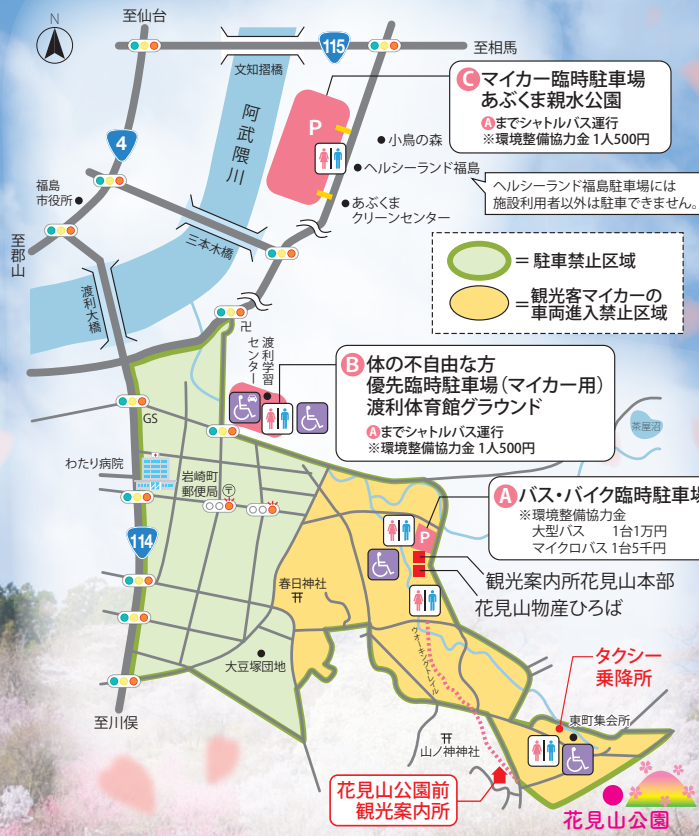 N
至仙台
115
至相馬
文知摺橋
阿武隈川
4
福島
市役所
至郡山
渡利大橋
三本木橋
P
小鳥の森
ヘルシーランド福島
あぶくま
クリーンセンター
C マイカー臨時駐車場
あぶくま親水公園
Aまでシャトルバス運行
※環境整備協力金 1人500円
ヘルシーランド福島駐車場には
施設利用者以外は駐車できません。
= 駐車禁止区域
= 観光客マイカーの
車両進入禁止区域
卍
渡利学習
センター
B 体の不自由な方
優先臨時駐車場(マイカー用)
渡利体育館グラウンド
Aまでシャトルバス運行
※環境整備協力金 1人500円
茶屋沼
GS
わたり病院
岩崎町
郵便局
〒
114
A バス・バイク臨時駐車場
※環境整備協力金
大型バス 1台1万円
マイクロバス 1台5千円
P
観光案内所花見山本部
花見山物産ひろば
春日神社
ウオーキングトレイル
大豆塚団地
タクシー
乗降所
東町集会所
至川俣
山ノ神神社
花見山公園前
観光案内所
花見山公園